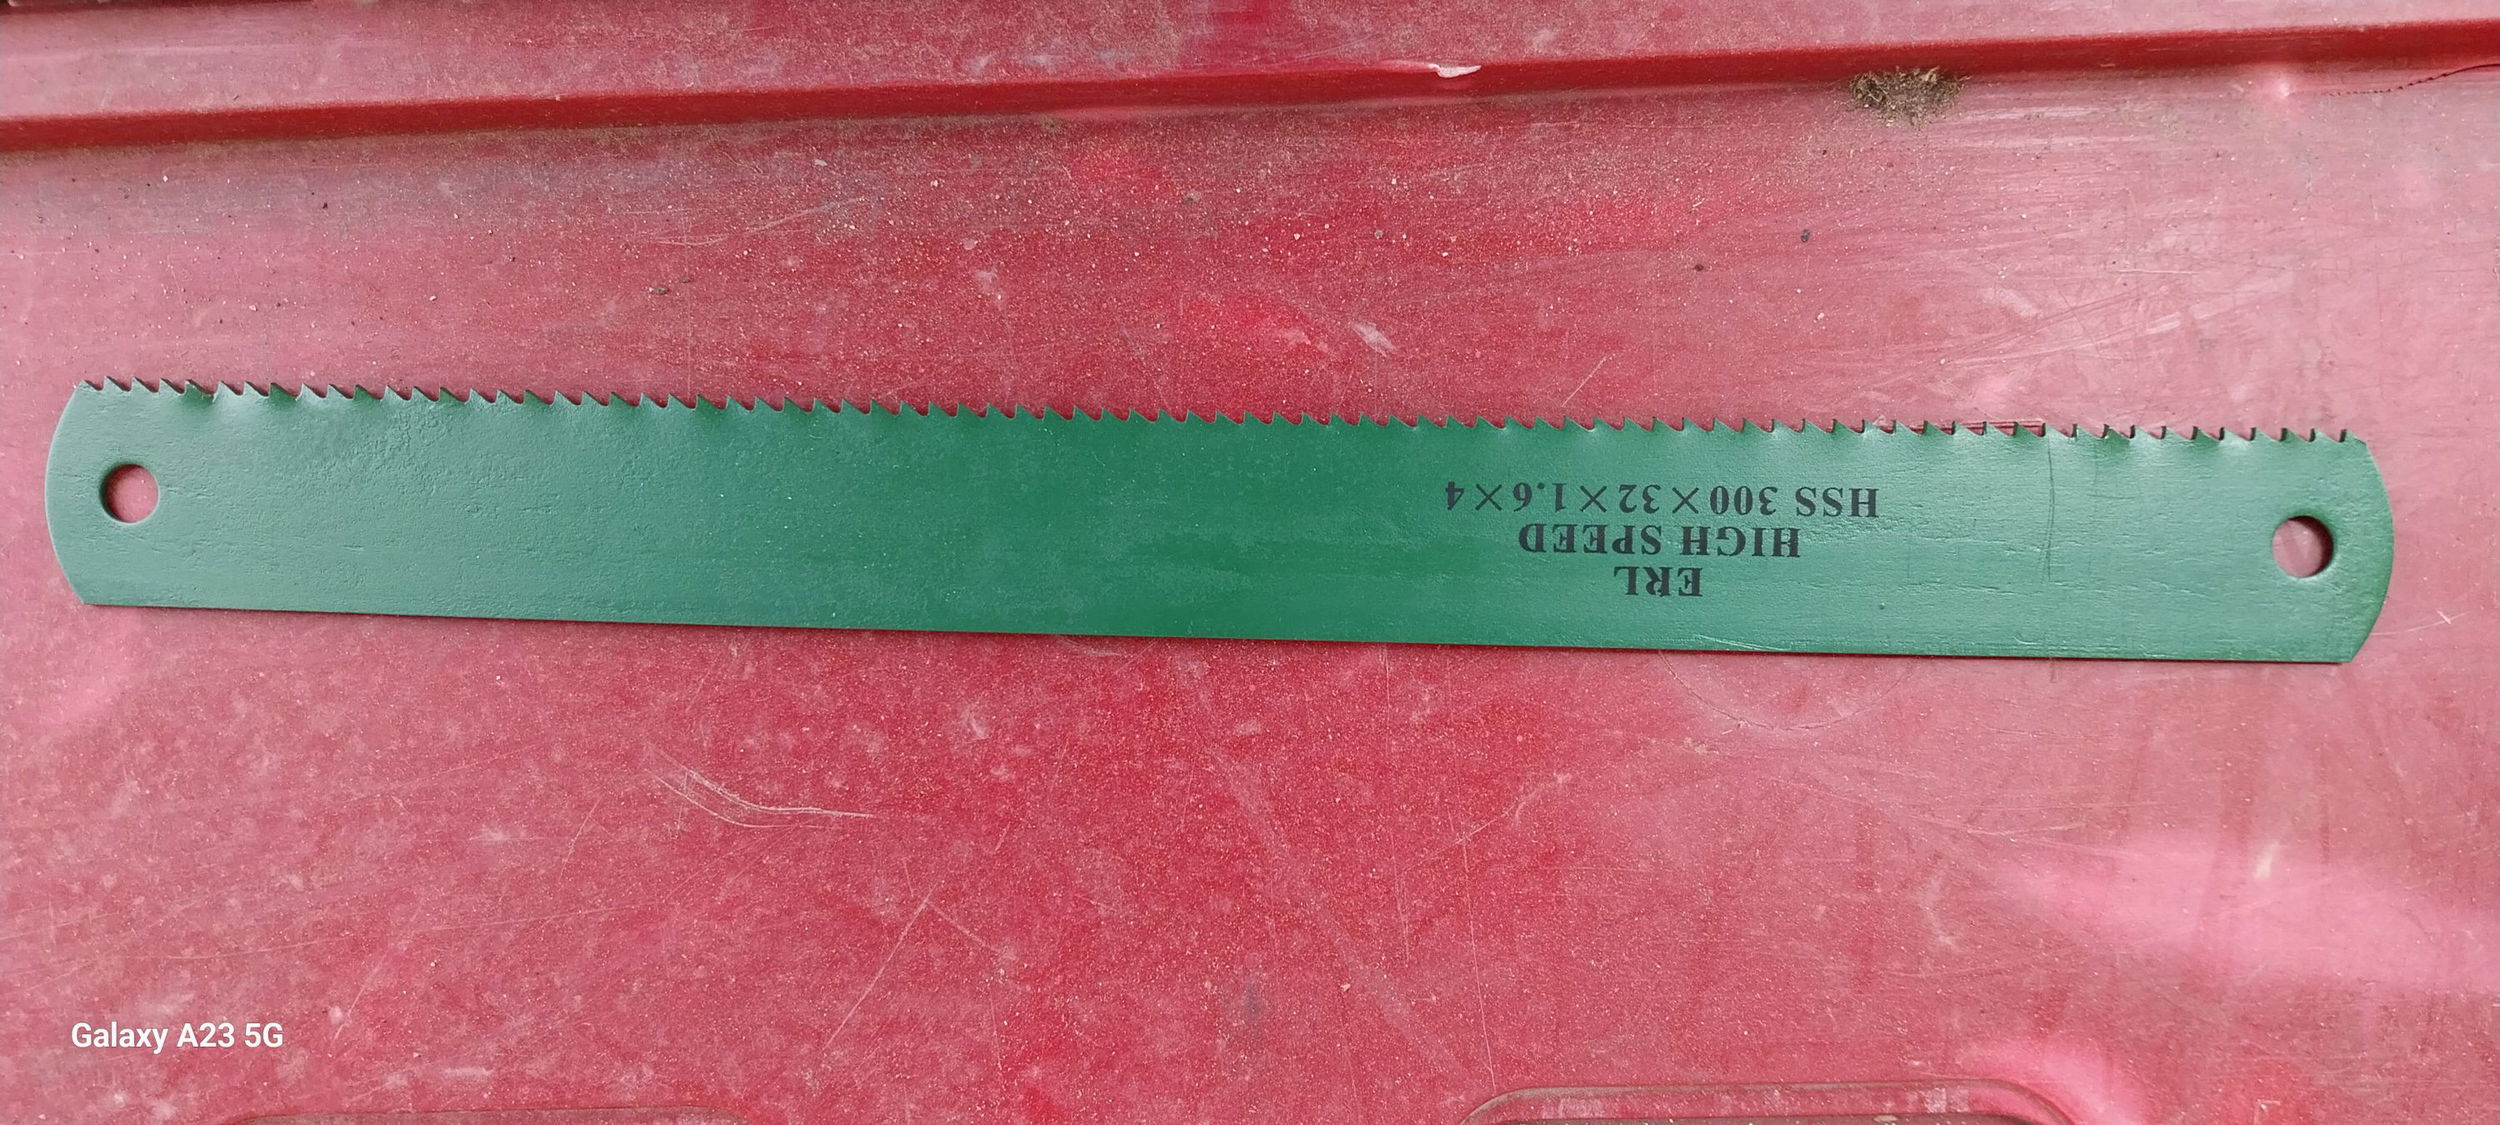 ERL
HIGH SPEED
HSS 300×32×1.6×4
Galaxy A23 5G